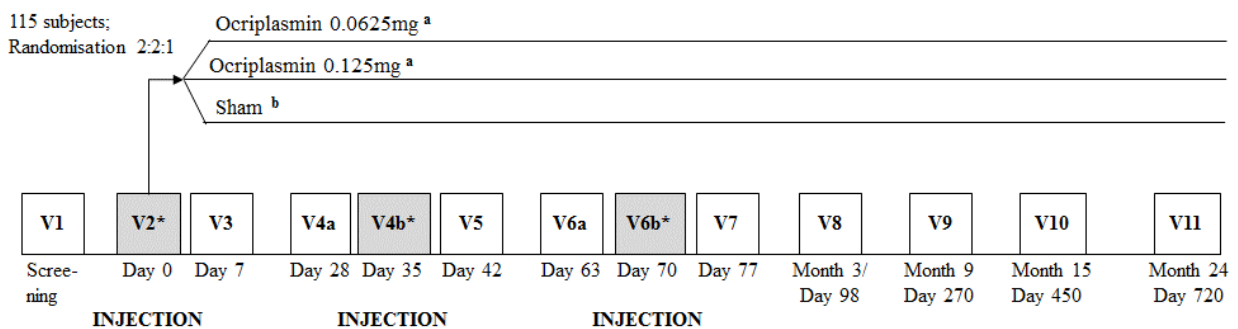 115 subjects;
Randomisation 2:2:1
Ocriplasmin 0.0625mg a
Ocriplasmin 0.125mg a
Sham b
V1 V2* V3 V4a V4b* V5 V6a V6b* V7 V8 V9 V10 V11
Scree- Day 0 Day 7 Day 28 Day 35 Day 42 Day 63 Day 70 Day 77 Month 3/ Month 9 Month 15 Month 24
ning Day 98 Day 270 Day 450 Day 720
INJECTION INJECTION INJECTION